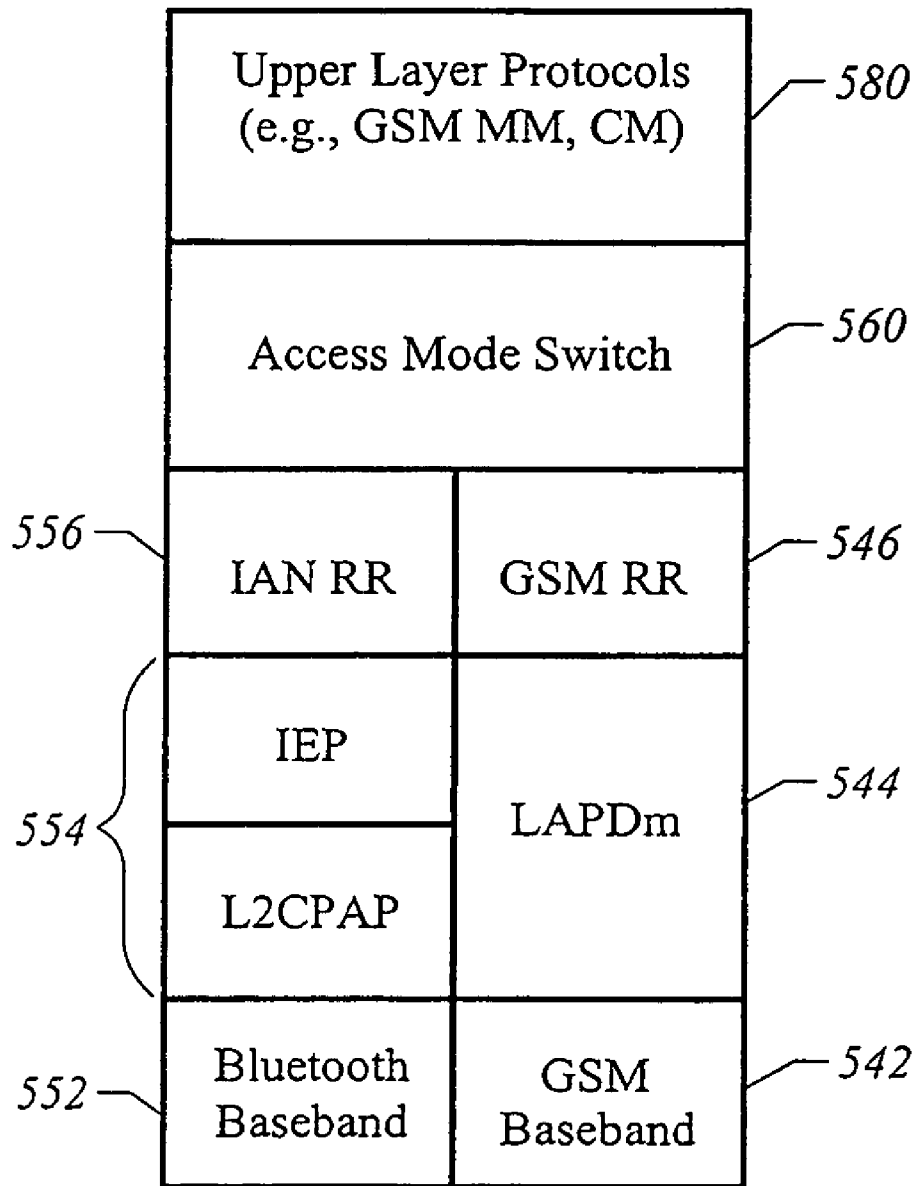 Upper Layer Protocols
(e.g., GSM MM, CM)
580
Access Mode Switch
560
556
IAN RR
GSM RR
546
IEP
554
LAPDm
544
L2CPAP
552
Bluetooth
Baseband
GSM
Baseband
542